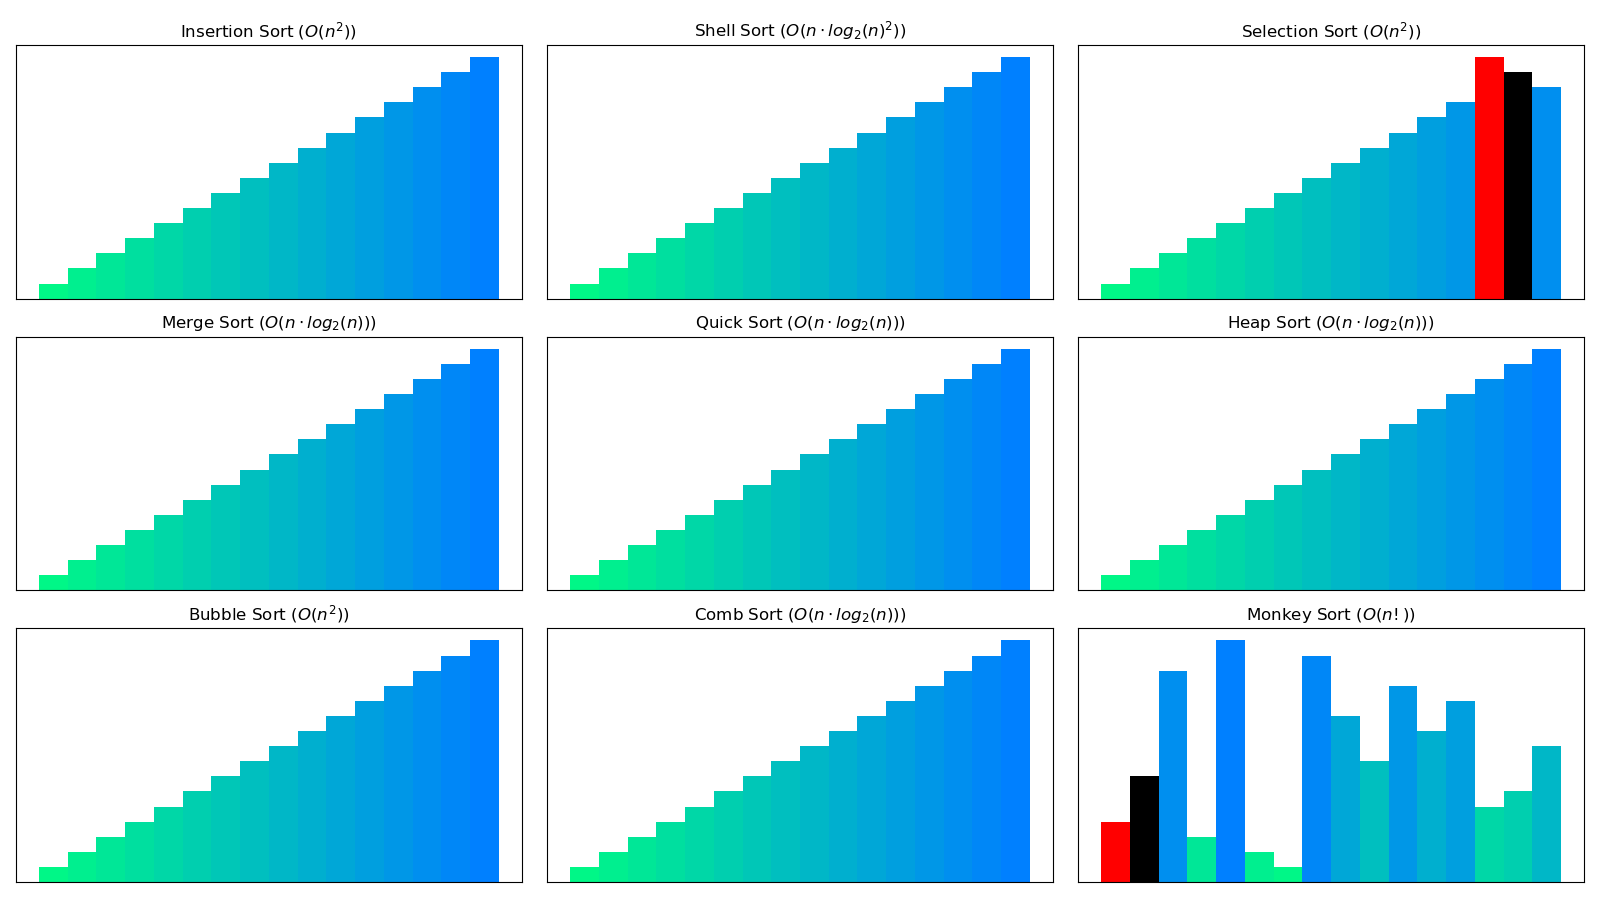 Insertion Sort (O(n²))
Shell Sort (O(n · log₂(n)²))
Selection Sort (O(n²))
Merge Sort (O(n · log₂(n)))
Quick Sort (O(n · log₂(n)))
Heap Sort (O(n · log₂(n)))
Bubble Sort (O(n²))
Comb Sort (O(n · log₂(n)))
Monkey Sort (O(n!))